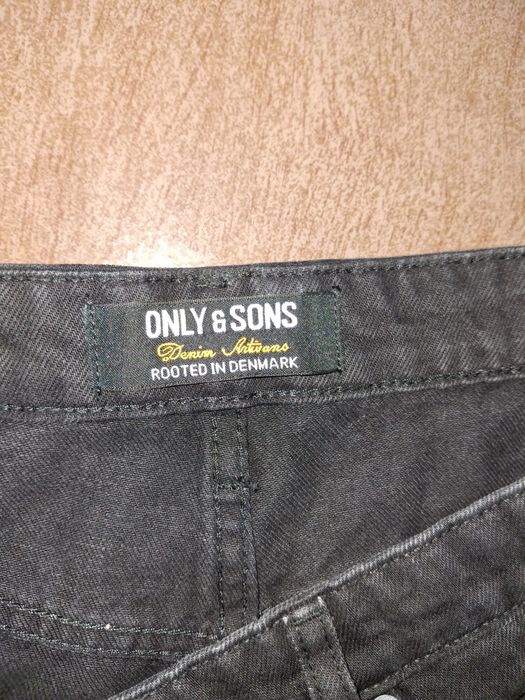 ONLY & SONS
Denim Artisans
ROOTED IN DENMARK